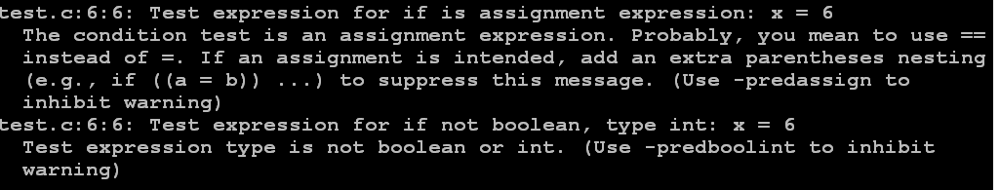 test.c:6:6: Test expression for if is assignment expression: x = 6
The condition test is an assignment expression. Probably, you mean to use ==
instead of =. If an assignment is intended, add an extra parentheses nesting
(e.g., if ((a = b)) ...) to suppress this message. (Use -predassign to
inhibit warning)
test.c:6:6: Test expression for if not boolean, type int: x = 6
Test expression type is not boolean or int. (Use -predboolint to inhibit
warning)